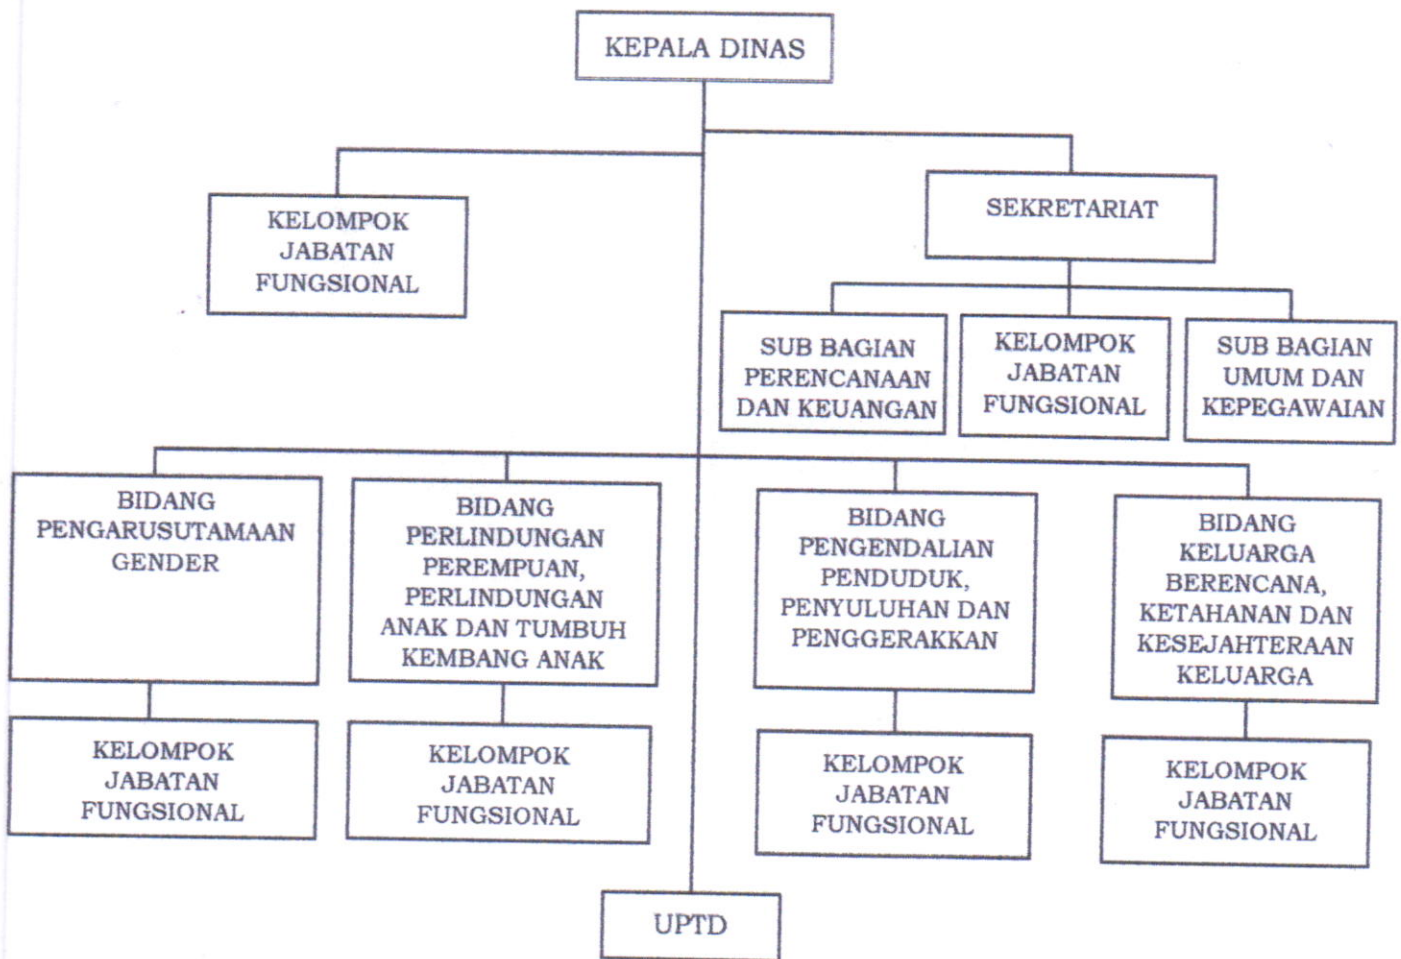 KEPALA DINAS
KELOMPOK
JABATAN
FUNGSIONAL
SEKRETARIAT
SUB BAGIAN
PERENCANAAN
DAN KEUANGAN
KELOMPOK
JABATAN
FUNGSIONAL
SUB BAGIAN
UMUM DAN
KEPEGAWAIAN
BIDANG
PENGARUSUTAMAAN
GENDER
BIDANG
PERLINDUNGAN
PEREMPUAN,
PERLINDUNGAN
ANAK DAN TUMBUH
KEMBANG ANAK
BIDANG
PENGENDALIAN
PENDUDUK,
PENYULUHAN DAN
PENGGERAKKAN
BIDANG
KELUARGA
BERENCANA,
KETAHANAN DAN
KESEJAHTERAAN
KELUARGA
KELOMPOK
JABATAN
FUNGSIONAL
KELOMPOK
JABATAN
FUNGSIONAL
KELOMPOK
JABATAN
FUNGSIONAL
KELOMPOK
JABATAN
FUNGSIONAL
UPTD